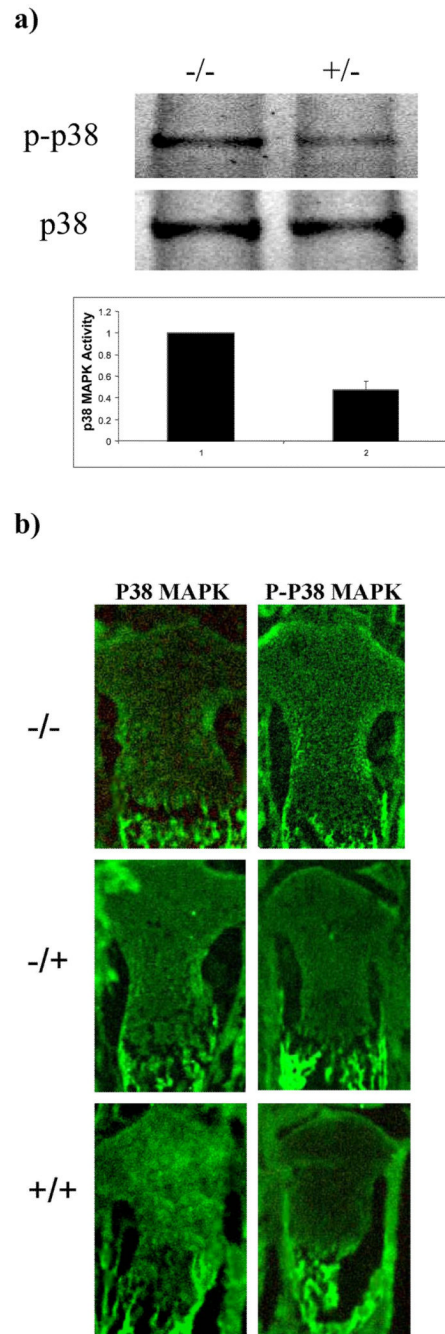 a)
-/- +/-
p-p38
p38
p38 MAPK Activity
1.2
1
0.8
0.6
0.4
0.2
0
1 2
b)
P38 MAPK P-P38 MAPK
-/-
-/+
+/+